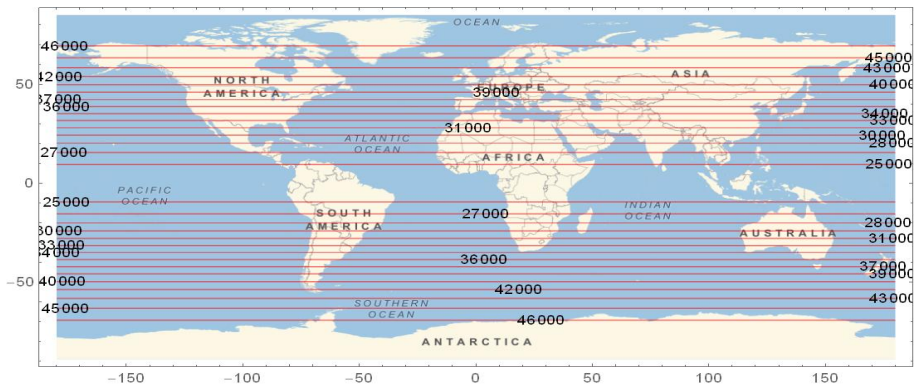 OCEAN
46000
45000
43000
ASIA
42000
NORTH
AMERICA
50
40000
EUROPE
39000
36000
34000
33000
31000
30000
ATLANTIC
OCEAN
28000
27000
AFRICA
25000
0
PACIFIC
OCEAN
25000
SOUTH
AMERICA
27000
INDIAN
OCEAN
28000
30000
AUSTRALIA
31000
33000
34000
36000
37000
39000
40000
42000
43000
SOUTHERN
OCEAN
45000
46000
-50
ANTARCTICA
-150
-100
-50
0
50
100
150